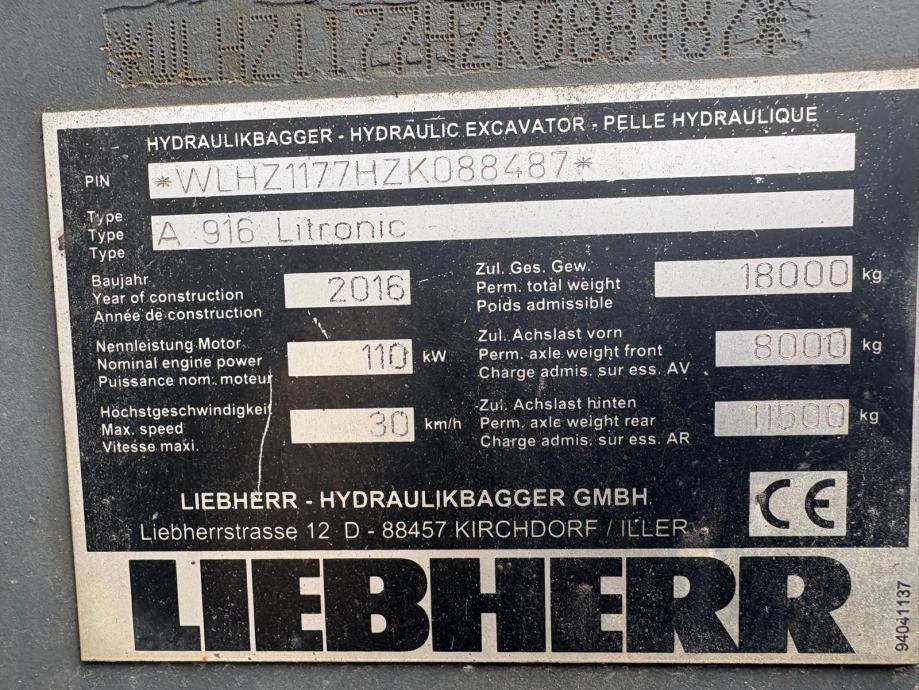 *WLHZ1177HZK088487*
HYDRAULIKBAGGER - HYDRAULIC EXCAVATOR - PELLE HYDRAULIQUE
PIN *WLHZ1177HZK088487*
Type
Type A 916 Litronic
Type
Baujahr
Year of construction 2016
Année de construction
Zul. Ges. Gew.
Perm. total weight 18000 kg
Poids admissible
Nennleistung Motor
Nominal engine power 110 kW
Puissance nom. moteur
Zul. Achslast vorn
Perm. axle weight front 8000 kg
Charge admis. sur ess. AV
Höchstgeschwindigkeit
Max. speed 30 km/h
Vitesse maxi.
Zul. Achslast hinten
Perm. axle weight rear 11500 kg
Charge admis. sur ess. AR
LIEBHERR - HYDRAULIKBAGGER GMBH
Liebherrstrasse 12 D - 88457 KIRCHDORF / ILLER
CE
LIEBHERR
94041137